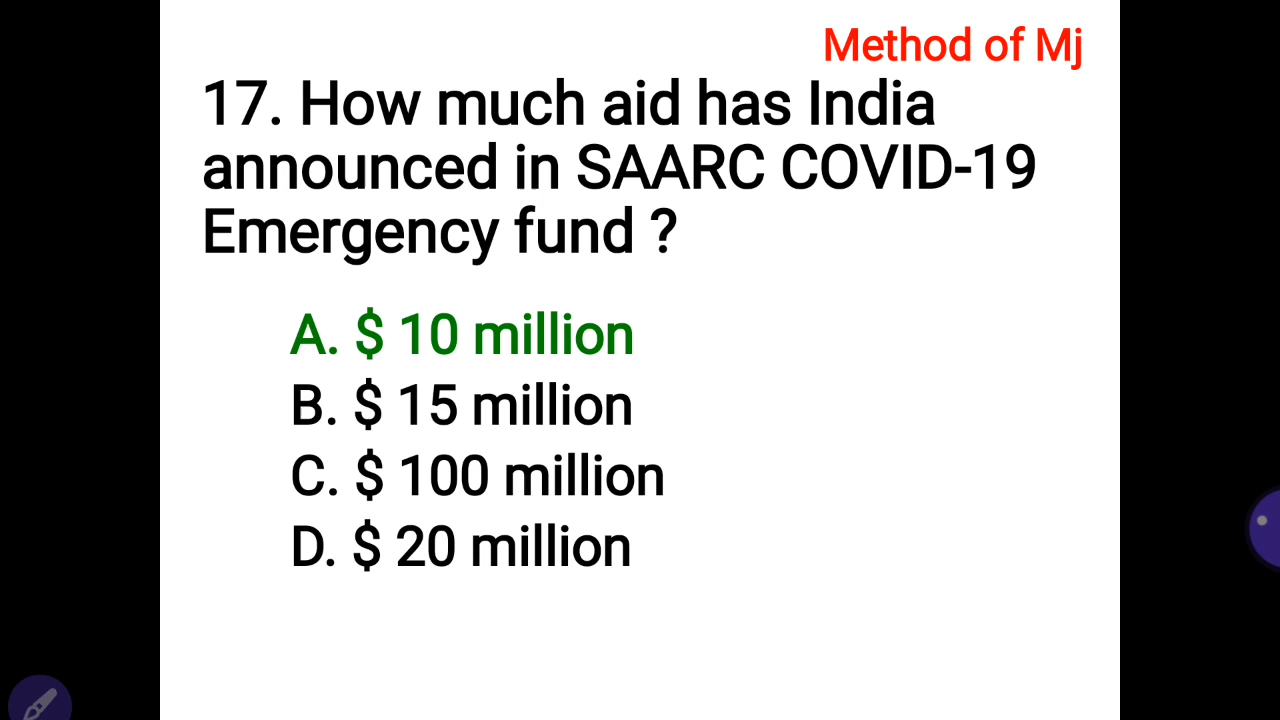 Method of Mj
17. How much aid has India
announced in SAARC COVID-19
Emergency fund ?
A. $ 10 million
B. $ 15 million
C. $ 100 million
D. $ 20 million